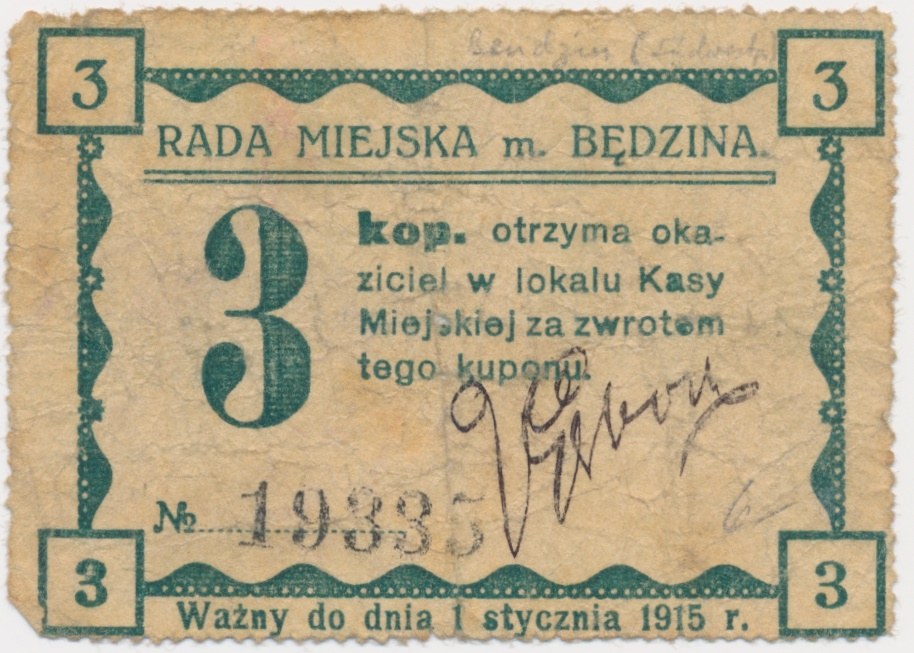 Bendzin
3 3
RADA MIEJSKA m. BĘDZINA.
3
kop. otrzyma oka-
ziciel w lokalu Kasy
Miejskiej za zwrotem
tego kuponu.
№ 19335
3 3
Ważny do dnia 1 stycznia 1915 r.